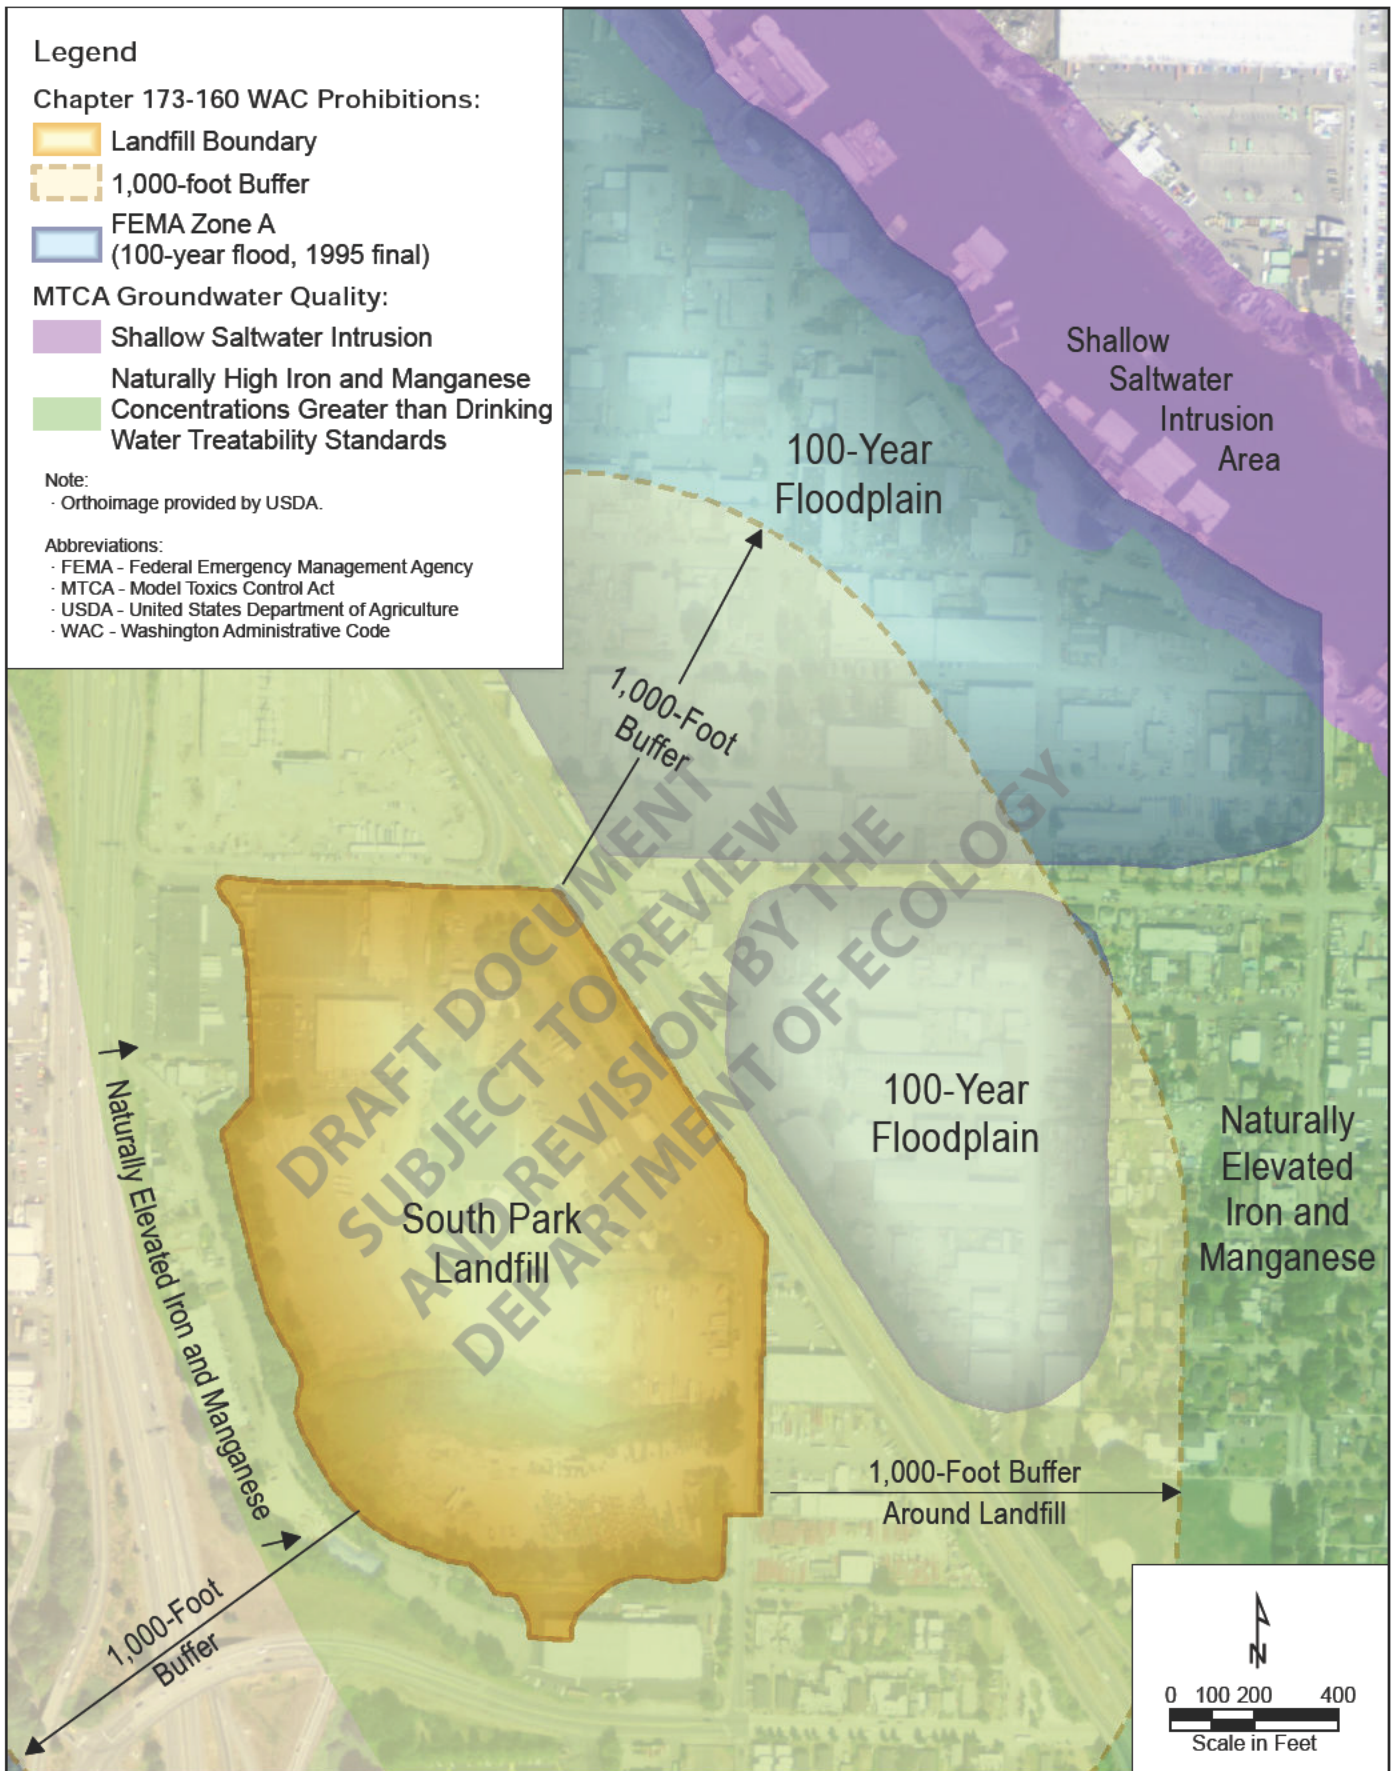 Legend
Chapter 173-160 WAC Prohibitions:
Landfill Boundary
1,000-foot Buffer
FEMA Zone A
(100-year flood, 1995 final)
MTCA Groundwater Quality:
Shallow Saltwater Intrusion
Naturally High Iron and Manganese
Concentrations Greater than Drinking
Water Treatability Standards
Note:
· Orthoimage provided by USDA.
Abbreviations:
· FEMA - Federal Emergency Management Agency
· MTCA - Model Toxics Control Act
· USDA - United States Department of Agriculture
· WAC - Washington Administrative Code
Shallow
Saltwater
Intrusion
Area
100-Year
Floodplain
1,000-Foot
Buffer
DRAFT DOCUMENT
SUBJECT TO REVIEW
AND REVISION BY THE
DEPARTMENT OF ECOLOGY
100-Year
Floodplain
Naturally
Elevated
Iron and
Manganese
Naturally Elevated Iron and Manganese
South Park
Landfill
1,000-Foot Buffer
Around Landfill
1,000-Foot
Buffer
N
0 100 200 400
Scale in Feet